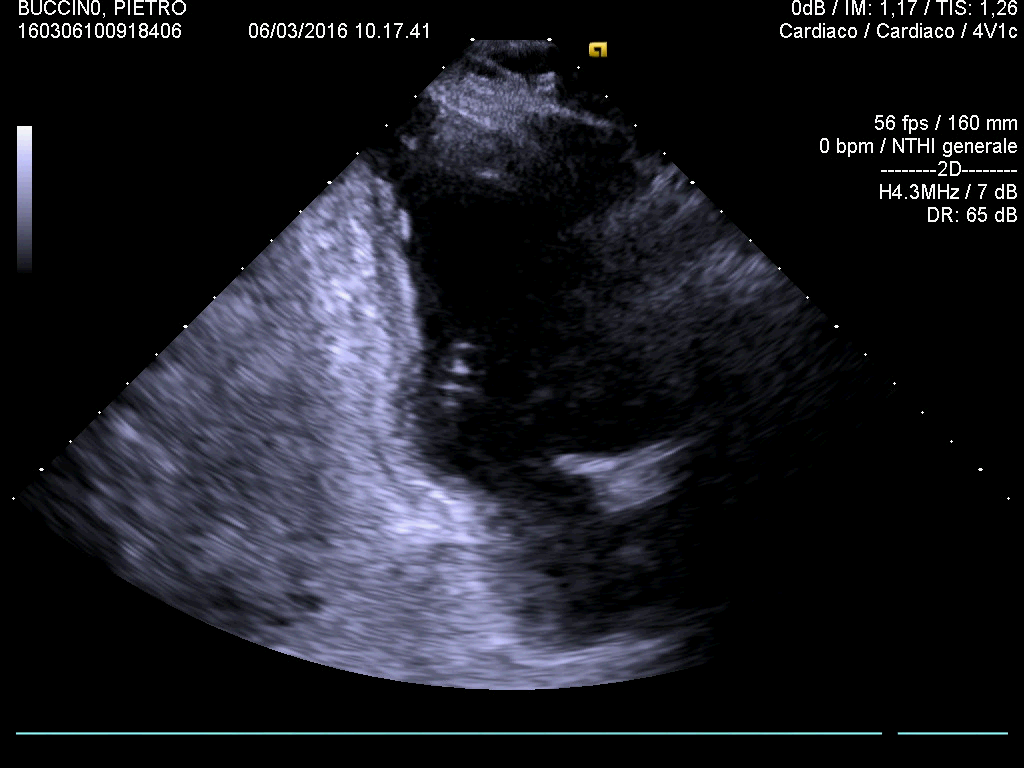 BUCCIN0, PIETRO
160306100918406
06/03/2016 10.17.41
0dB / IM: 1,17 / TIS: 1,26
Cardiaco / Cardiaco / 4V1c
56 fps / 160 mm
0 bpm / NTHI generale
--------2D--------
H4.3MHz / 7 dB
DR: 65 dB